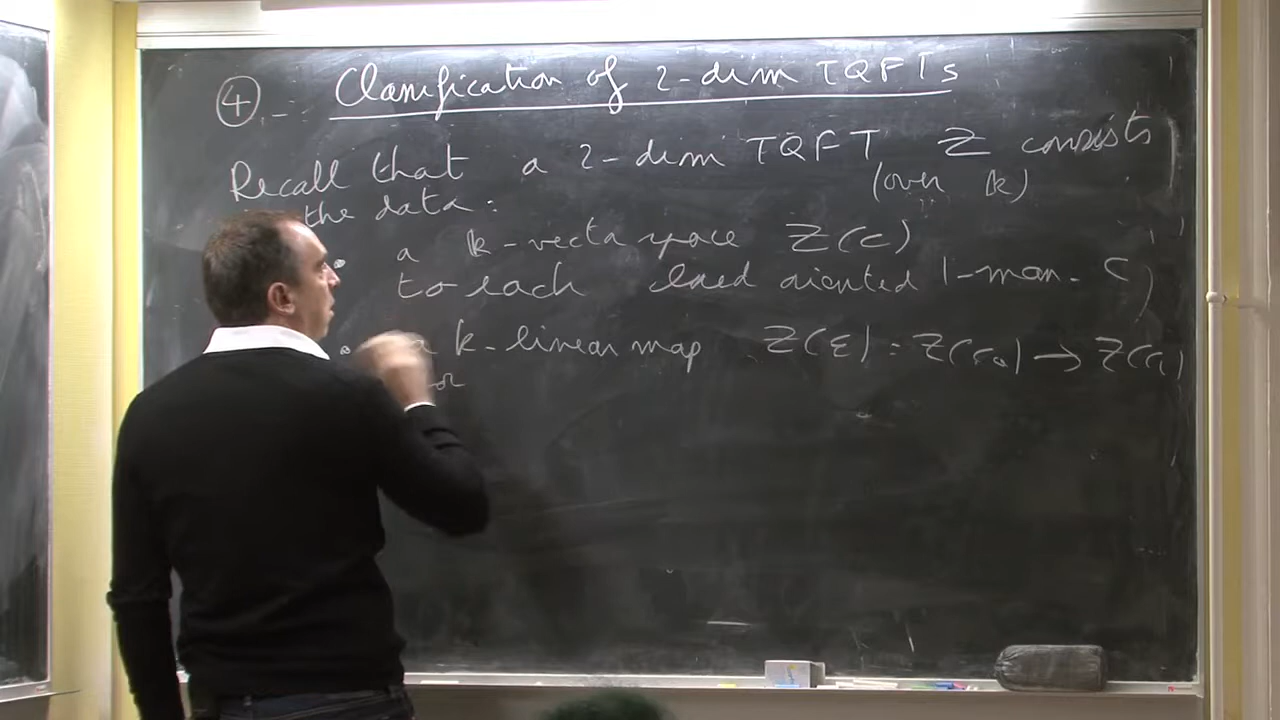 ④ Classification of 2-dim TQFTs
Recall that a 2-dim TQFT Z consists
(over k)
the data:
• a k-vector space Z(C)
to each closed oriented 1-man. C,
• a k-linear map Z(Σ) : Z(C₀) → Z(C₁)
for